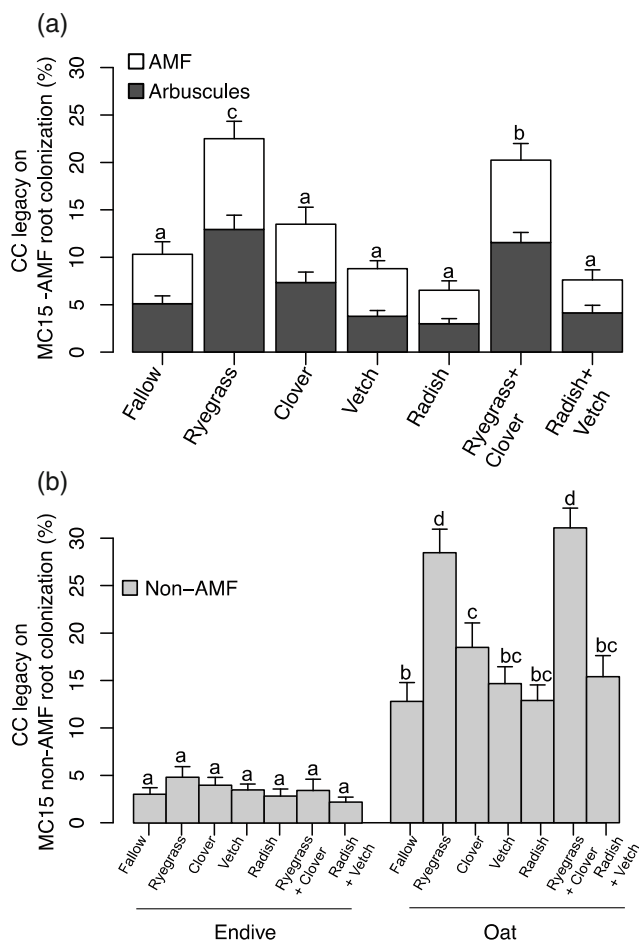 (a)
AMF
Arbuscules
CC legacy on
MC15 -AMF root colonization (%)
30
25
20
15
10
5
0
a
c
a
a
a
b
a
Fallow
Ryegrass
Clover
Vetch
Radish
Ryegrass+
Clover
Radish+
Vetch
(b)
Non−AMF
CC legacy on
MC15 non-AMF root colonization (%)
30
25
20
15
10
5
0
a
a
a
a
a
a
a
b
d
c
bc
bc
d
bc
Fallow
Ryegrass
Clover
Vetch
Radish
Ryegrass
+ Clover
Radish
+ Vetch
Fallow
Ryegrass
Clover
Vetch
Radish
Ryegrass
+ Clover
Radish
+ Vetch
Endive
Oat